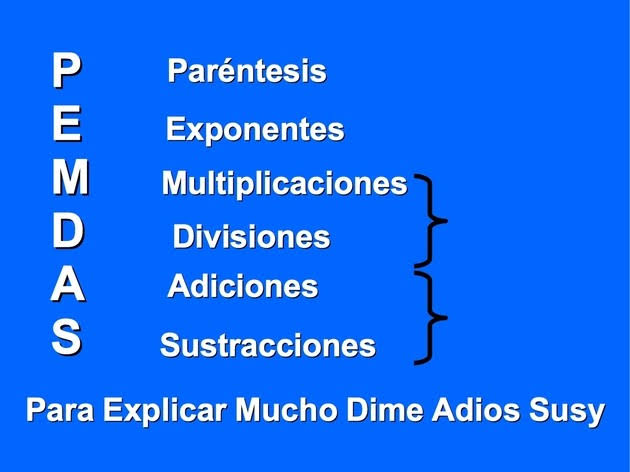 P Paréntesis
E Exponentes
M Multiplicaciones
D Divisiones
A Adiciones
S Sustracciones
Para Explicar Mucho Dime Adios Susy